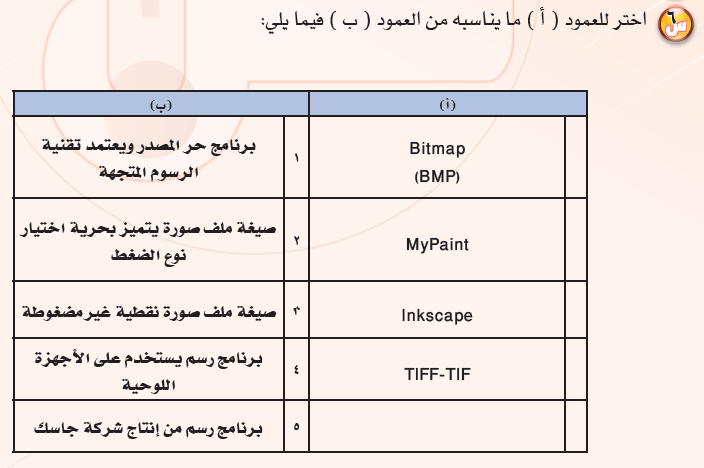 س٦ اختر للعمود ( أ ) ما يناسبه من العمود ( ب ) فيما يلي:
(أ) (ب)
Bitmap
(BMP)
١ برنامج حر المصدر ويعتمد تقنية
الرسوم المتجهة
MyPaint
٢ صيغة ملف صورة يتميز بحرية اختيار
نوع الضغط
Inkscape
٣ صيغة ملف صورة نقطية غير مضغوطة
TIFF-TIF
٤ برنامج رسم يستخدم على الأجهزة
اللوحية
٥ برنامج رسم من إنتاج شركة جاسك